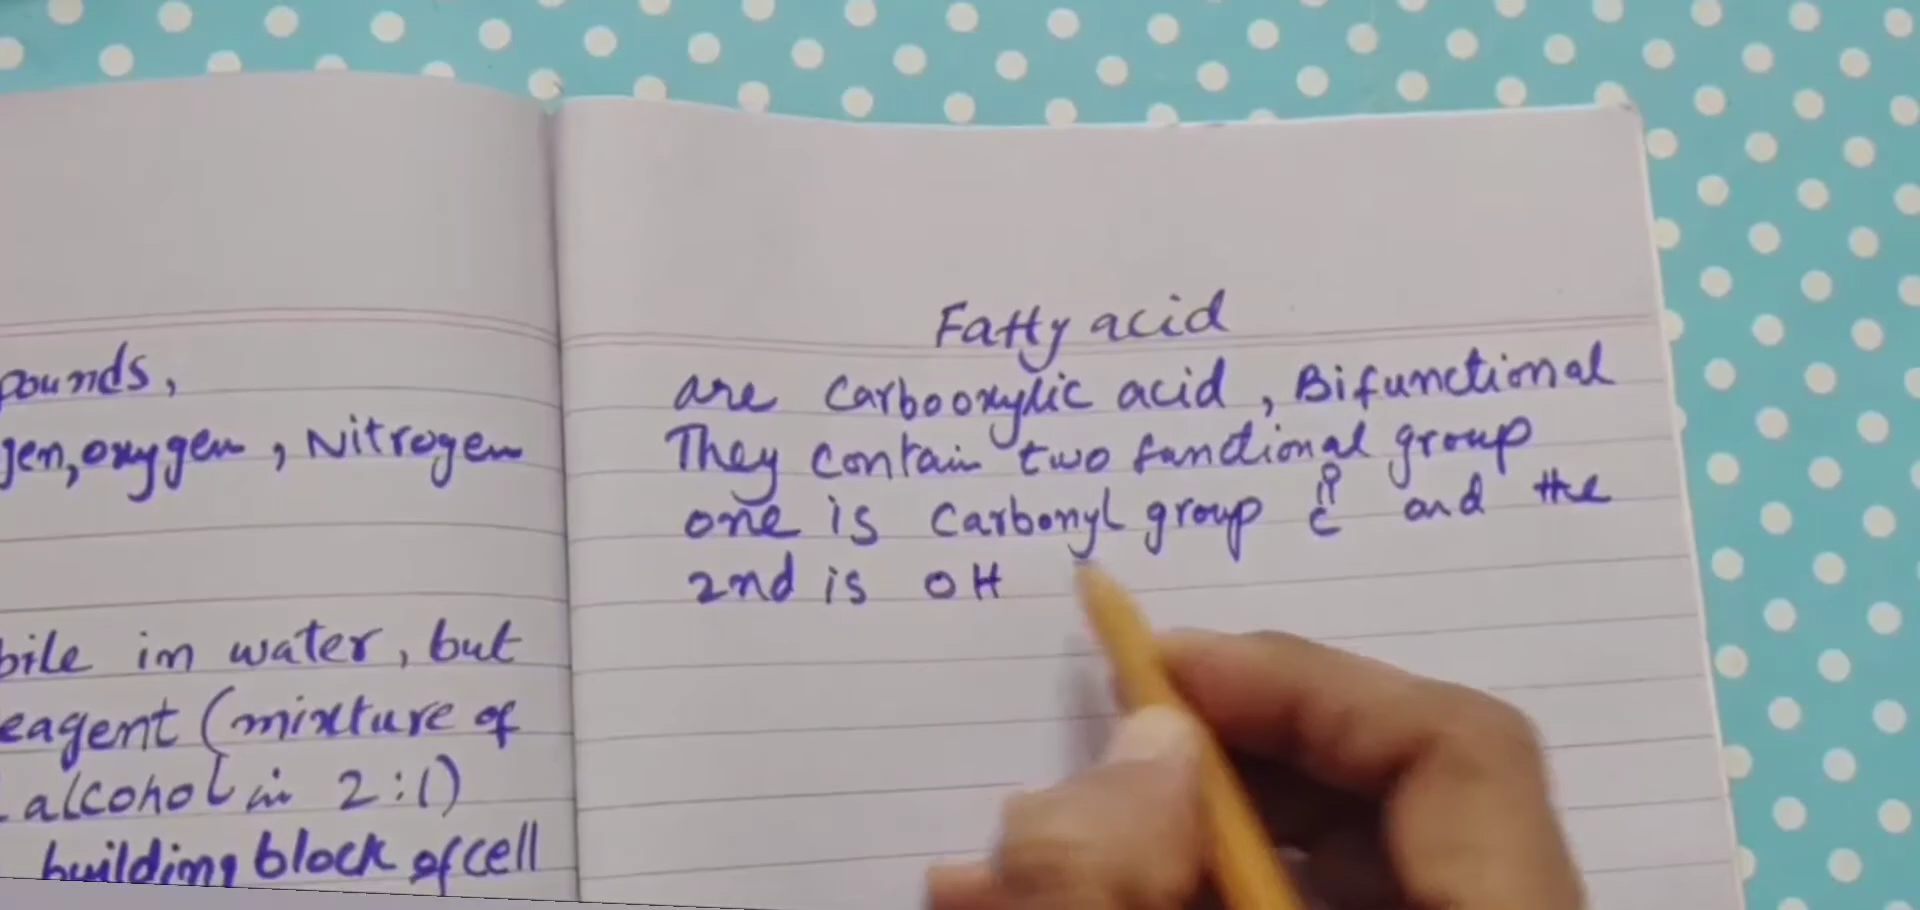 pounds,
gen, oxygen, Nitrogen
bile in water, but
eagent (mixture of
alcohol in 2:1)
building block of cell
Fatty acid
are Carbooxylic acid, Bifunctional
They contain two functional group
one is Carbonyl group O=C and the
2nd is OH